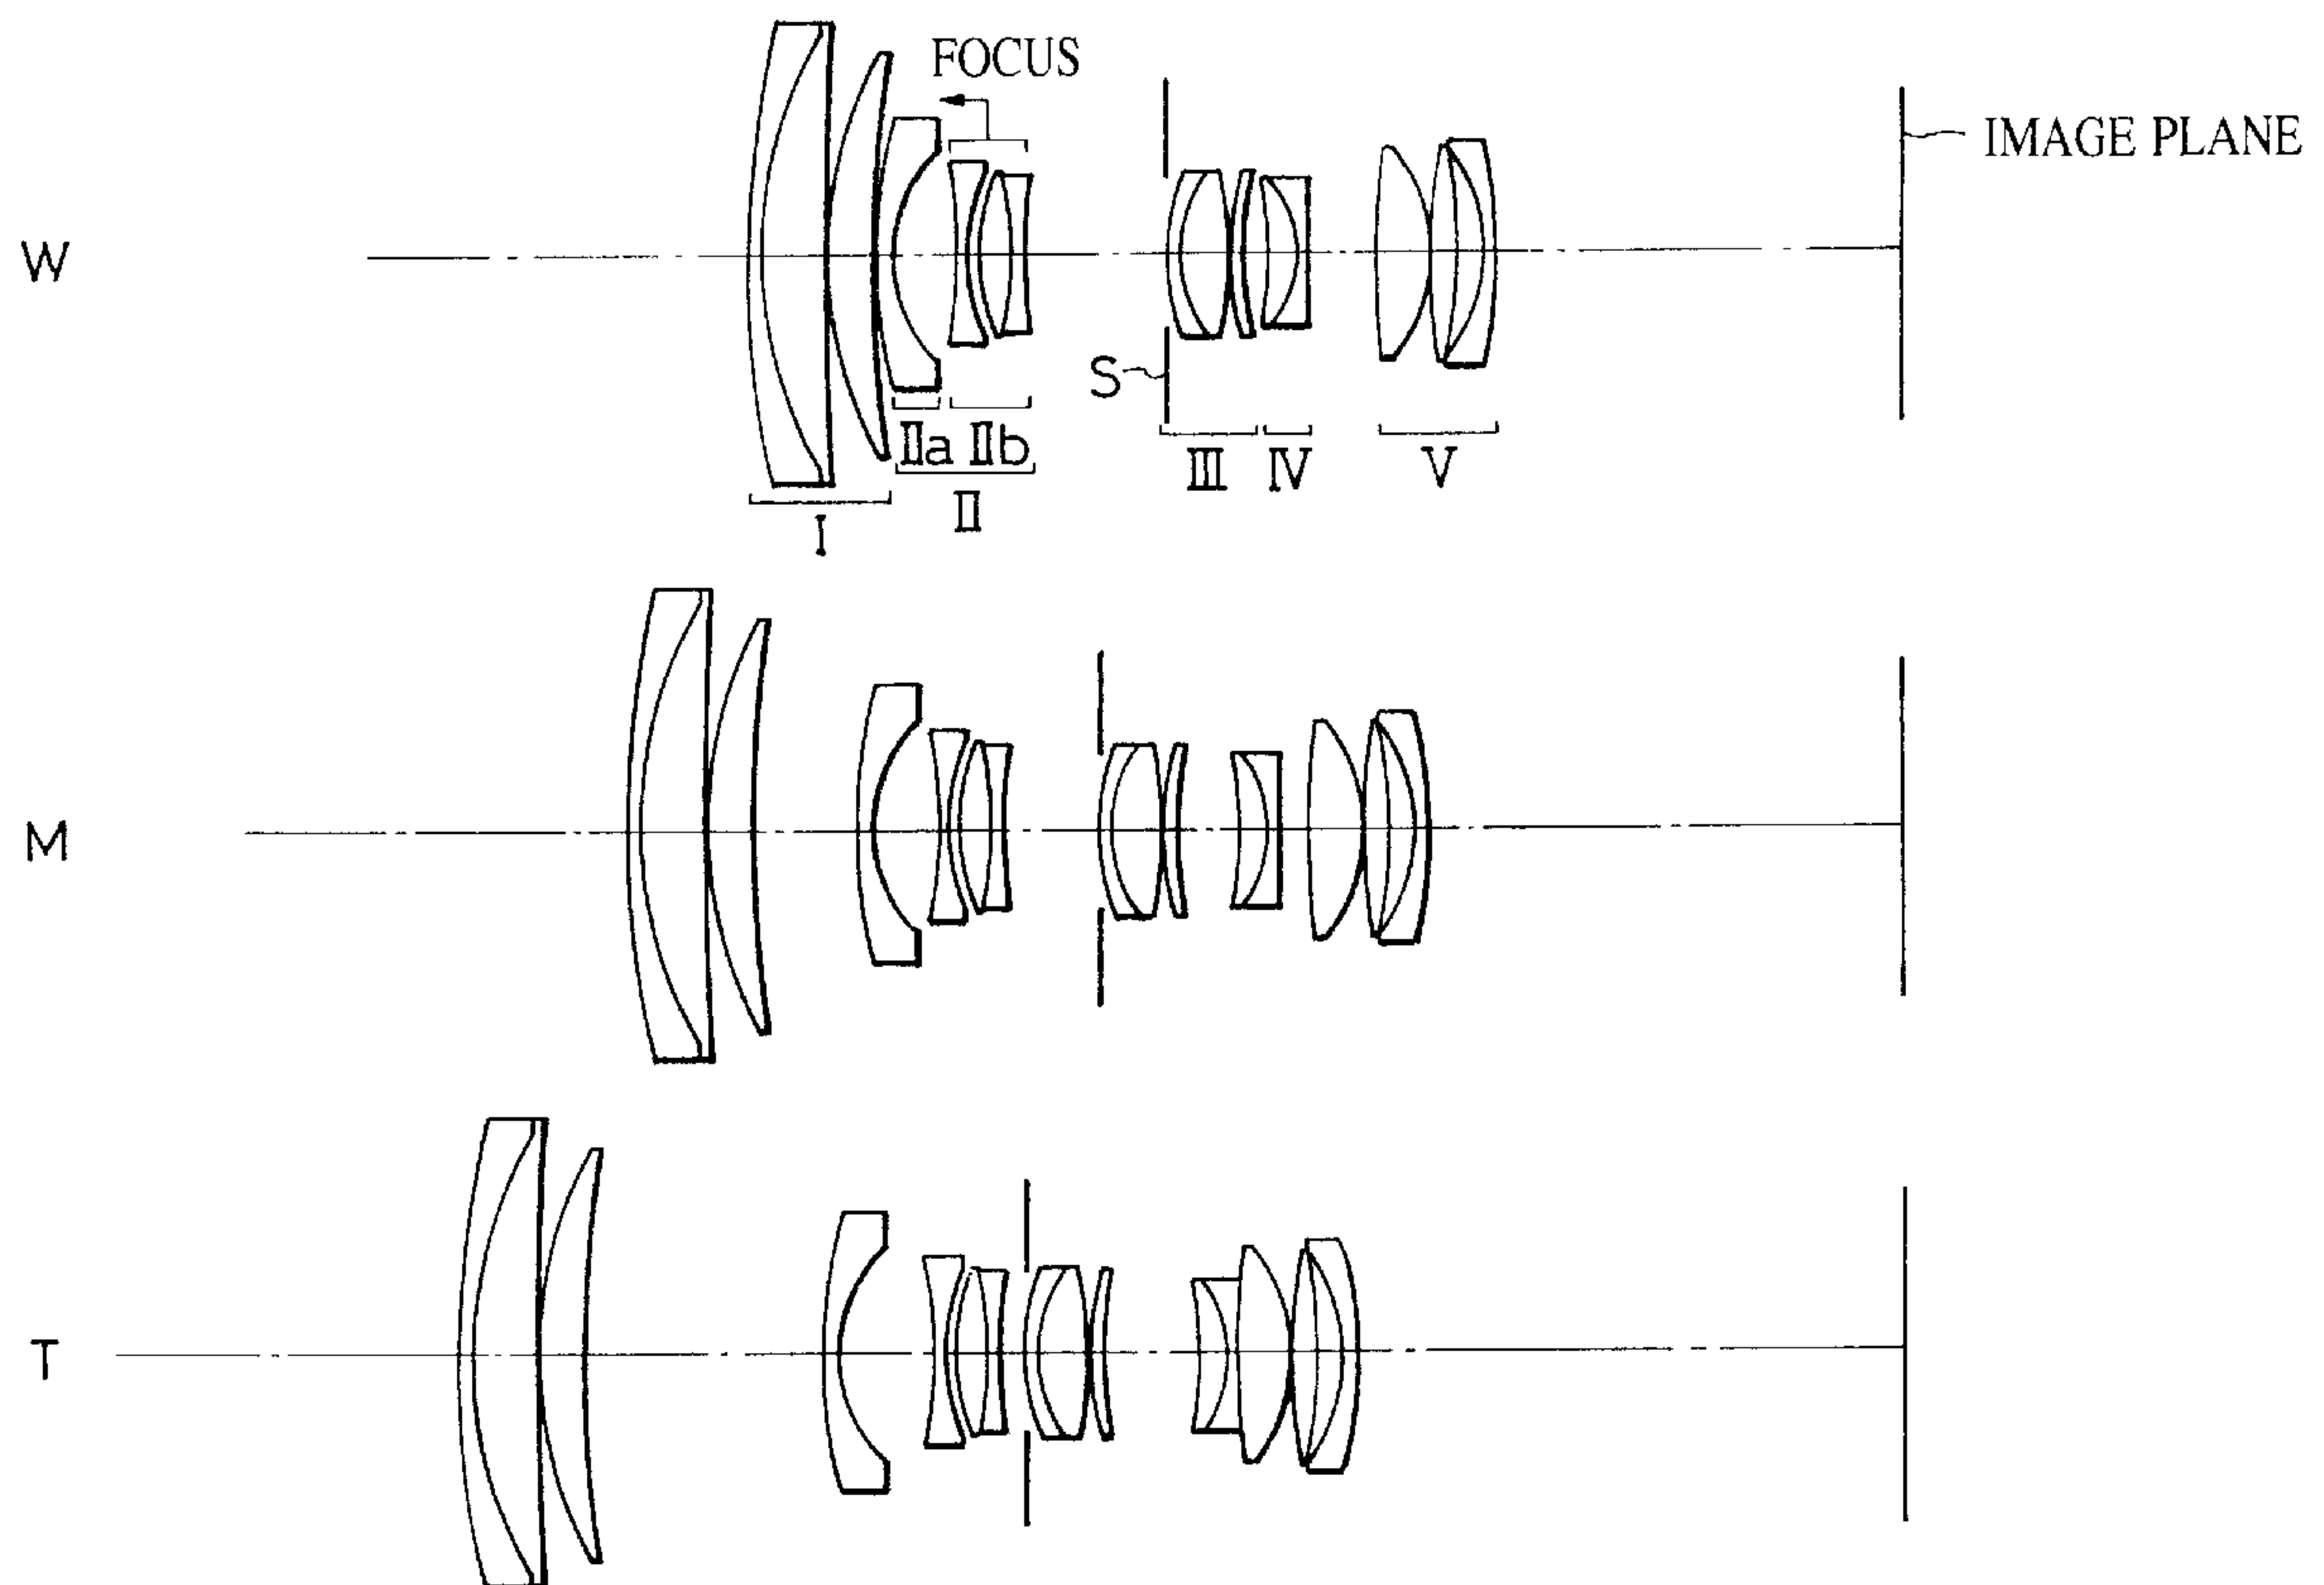 FOCUS
IMAGE PLANE
W
S
IIa IIb
III IV V
II
I
M
T